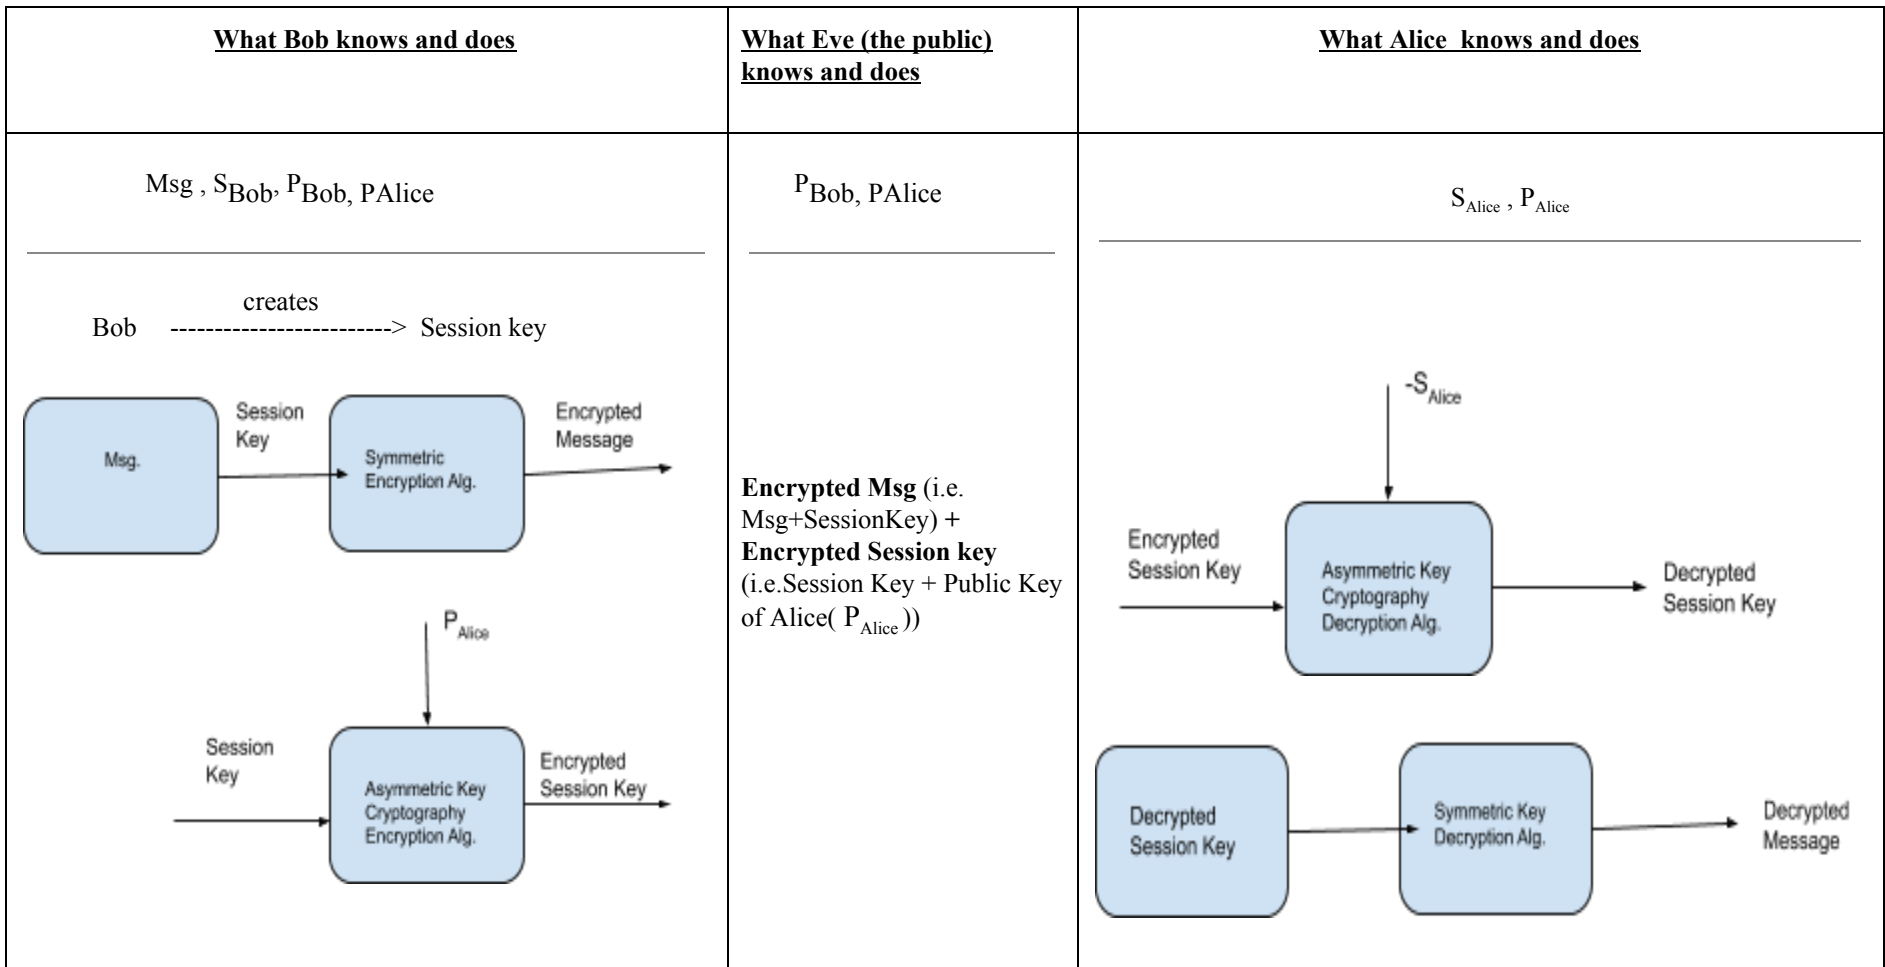 What Bob knows and does
What Eve (the public)
knows and does
What Alice  knows and does
Msg , SBob, PBob, PAlice
PBob, PAlice
SAlice , PAlice
creates
Bob ------------------------->  Session key
Msg.
Session
Key
Symmetric
Encryption Alg.
Encrypted
Message
PAlice
Session
Key
Asymmetric Key
Cryptography
Encryption Alg.
Encrypted
Session Key
Encrypted Msg (i.e.
Msg+SessionKey) +
Encrypted Session key
(i.e.Session Key + Public Key
of Alice( PAlice ))
-SAlice
Encrypted
Session Key
Asymmetric Key
Cryptography
Decryption Alg.
Decrypted
Session Key
Decrypted
Session Key
Symmetric Key
Decryption Alg.
Decrypted
Message